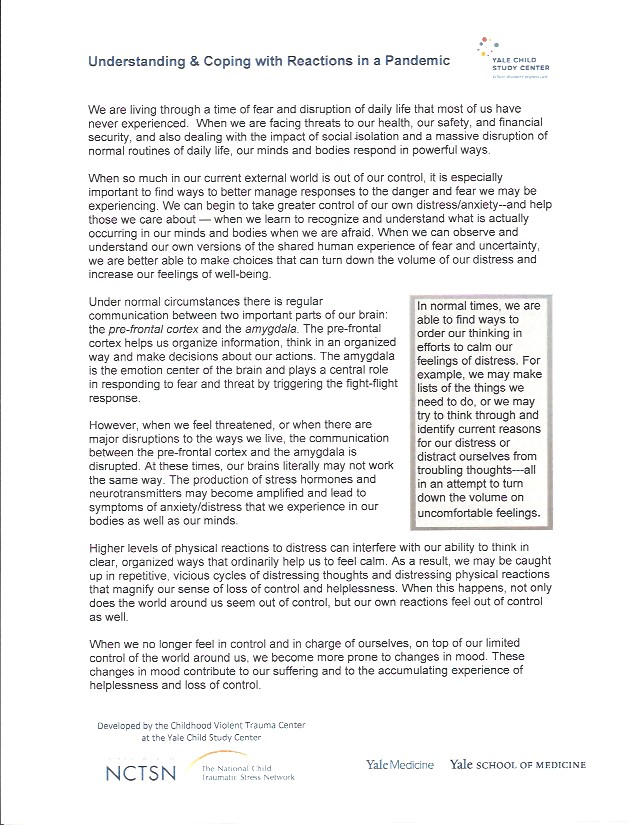 Understanding & Coping with Reactions in a Pandemic
YALE CHILD
STUDY CENTER
We are living through a time of fear and disruption of daily life that most of us have
never experienced. When we are facing threats to our health, our safety, and financial
security, and also dealing with the impact of social isolation and a massive disruption of
normal routines of daily life, our minds and bodies respond in powerful ways.
When so much in our current external world is out of our control, it is especially
important to find ways to better manage responses to the danger and fear we may be
experiencing. We can begin to take greater control of our own distress/anxiety--and help
those we care about — when we learn to recognize and understand what is actually
occurring in our minds and bodies when we are afraid. When we can observe and
understand our own versions of the shared human experience of fear and uncertainty,
we are better able to make choices that can turn down the volume of our distress and
increase our feelings of well-being.
Under normal circumstances there is regular
communication between two important parts of our brain:
the pre-frontal cortex and the amygdala. The pre-frontal
cortex helps us organize information, think in an organized
way and make decisions about our actions. The amygdala
is the emotion center of the brain and plays a central role
in responding to fear and threat by triggering the fight-flight
response.
However, when we feel threatened, or when there are
major disruptions to the ways we live, the communication
between the pre-frontal cortex and the amygdala is
disrupted. At these times, our brains literally may not work
the same way. The production of stress hormones and
neurotransmitters may become amplified and lead to
symptoms of anxiety/distress that we experience in our
bodies as well as our minds.
In normal times, we are
able to find ways to
order our thinking in
efforts to calm our
feelings of distress. For
example, we may make
lists of the things we
need to do, or we may
try to think through and
identify current reasons
for our distress or
distract ourselves from
troubling thoughts—all
in an attempt to turn
down the volume on
uncomfortable feelings.
Higher levels of physical reactions to distress can interfere with our ability to think in
clear, organized ways that ordinarily help us to feel calm. As a result, we may be caught
up in repetitive, vicious cycles of distressing thoughts and distressing physical reactions
that magnify our sense of loss of control and helplessness. When this happens, not only
does the world around us seem out of control, but our own reactions feel out of control
as well.
When we no longer feel in control and in charge of ourselves, on top of our limited
control of the world around us, we become more prone to changes in mood. These
changes in mood contribute to our suffering and to the accumulating experience of
helplessness and loss of control.
Developed by the Childhood Violent Trauma Center
at the Yale Child Study Center
NCTSN
The National Child
Traumatic Stress Network
Yale Medicine
Yale SCHOOL OF MEDICINE